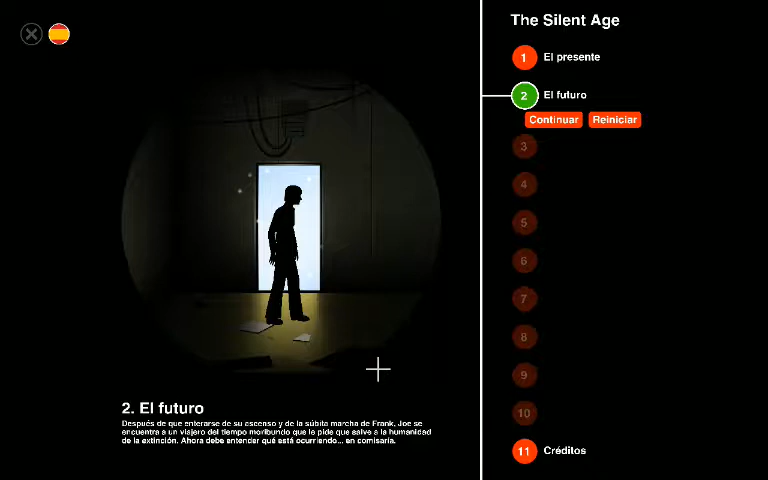 The Silent Age
1 El presente
2 El futuro
Continuar Reiniciar
3
4
5
6
7
8
9
10
11 Créditos
2. El futuro
Después de que enterarse de su ascenso y de la súbita marcha de Frank, Joe se
encuentra a un viajero del tiempo moribundo que le pide que salve a la humanidad
de la extinción. Ahora debe entender qué está ocurriendo... en comisaría.